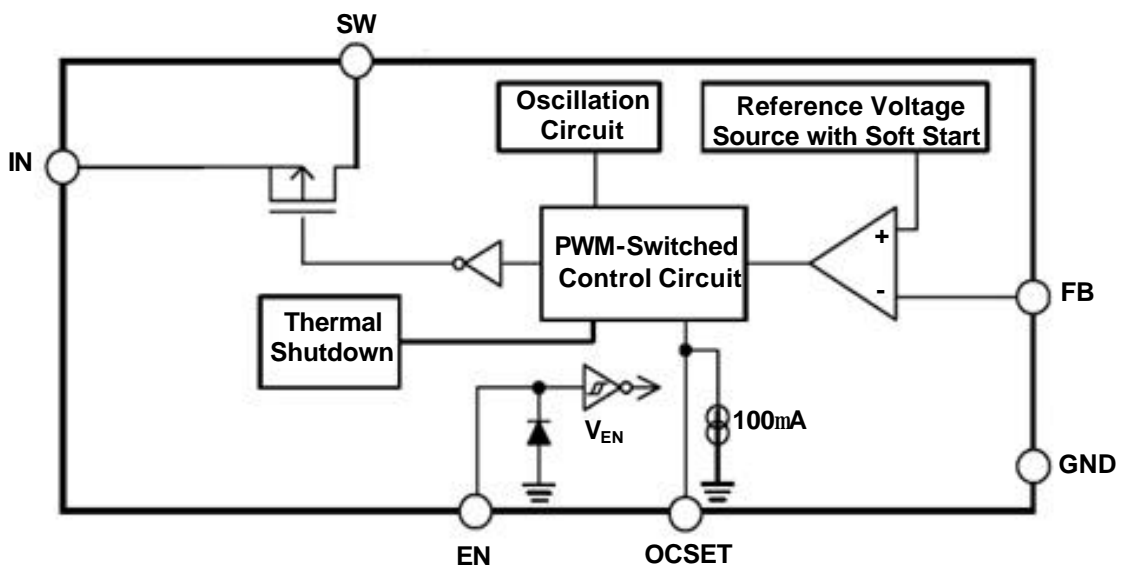 SW
IN
Oscillation
Circuit
Reference Voltage
Source with Soft Start
PWM-Switched
Control Circuit
+
-
FB
Thermal
Shutdown
VEN
100mA
GND
EN
OCSET